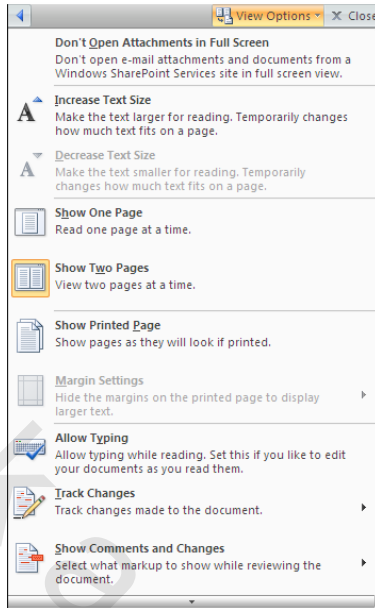 View Options Close
Don't Open Attachments in Full Screen
Don't open e-mail attachments and documents from a
Windows SharePoint Services site in full screen view.
Increase Text Size
Make the text larger for reading. Temporarily changes
how much text fits on a page.
Decrease Text Size
Make the text smaller for reading. Temporarily
changes how much text fits on a page.
Show One Page
Read one page at a time.
Show Two Pages
View two pages at a time.
Show Printed Page
Show pages as they will look if printed.
Margin Settings
Hide the margins on the printed page to display
larger text.
Allow Typing
Allow typing while reading. Set this if you like to edit
your documents as you read them.
Track Changes
Track changes made to the document.
Show Comments and Changes
Select what markup to show while reviewing the
document.